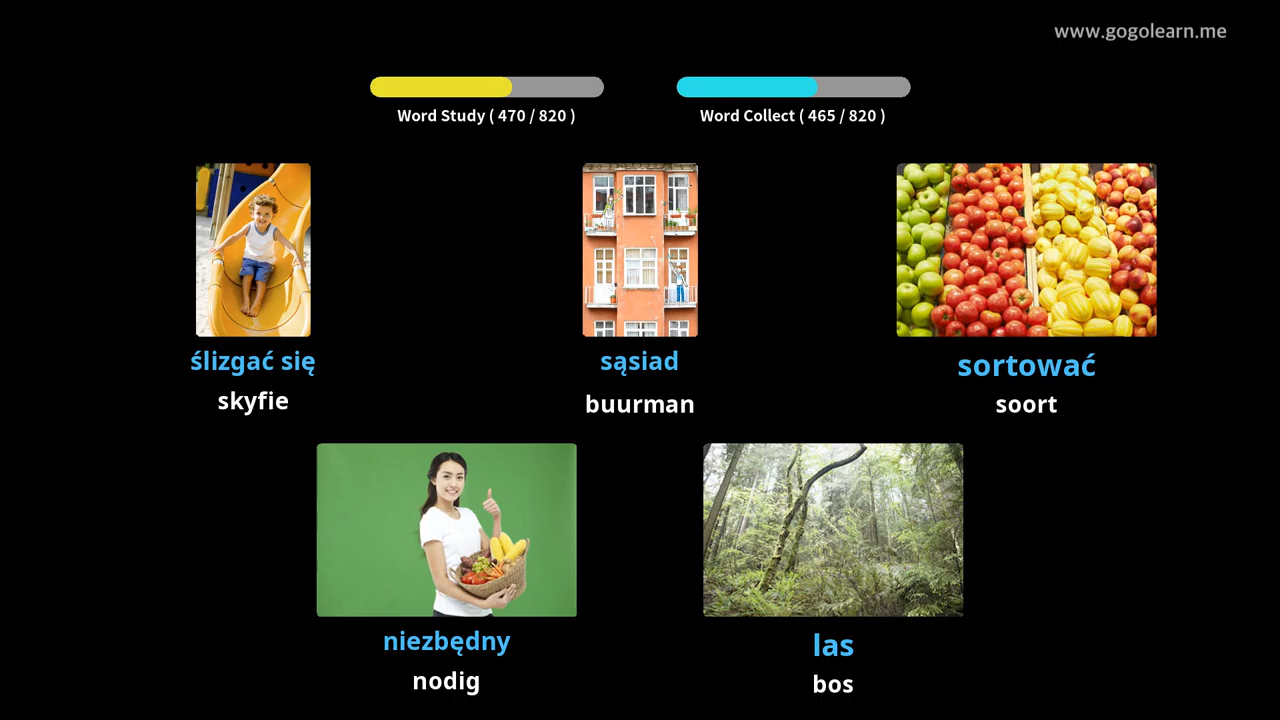 www.gogolearn.me
Word Study ( 470 / 820 )
Word Collect ( 465 / 820 )
ślizgać się
skyfie
sąsiad
buurman
sortować
soort
niezbędny
nodig
las
bos